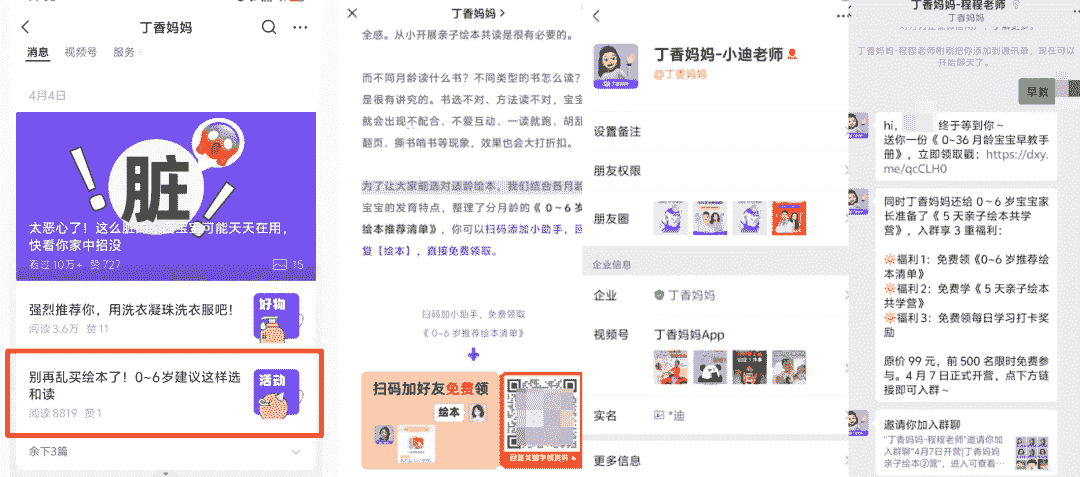 丁香妈妈
消息 视频号 服务
4月4日
脏
太恶心了！这么脏的
可能天天在用，
快看你家中招没
看过10万+ 赞727
35
强烈推荐你，用洗衣凝珠洗衣服吧！
阅读3.6万 赞11
好物
别再乱买绘本了！0~6岁建议这样选
和读
阅读8819 赞1
活动
余下3篇
丁香妈妈
全感。从小开展亲子绘本共读是很有必要的。
而不同月龄读什么书？不同类型的书怎么读？
是很有讲究的。书选不对、方法读不对，宝宝
就会出现不配合、不爱互动、一读就跑、胡乱
翻页、撕书啃书等现象，效果也会大打折扣。
为了让大家能选对适龄绘本，我们结合各月龄
宝宝的发育特点，整理了分月龄的《 0~6 岁
绘本推荐清单》，你可以扫码添加小助手，回
复【绘本】，直接免费领取。
扫码加小助手，免费领取
《 0~6 岁推荐绘本清单》
扫码加好友免费领
绘本
回复关键字领资料
丁香妈妈-小迪老师
@丁香妈妈
设置备注
朋友权限
朋友圈
企业信息
企业
丁香妈妈
视频号
丁香妈妈App
实名
*迪
更多信息
丁香妈妈-程程老师
丁香妈妈
丁香妈妈-程程老师刚刚把你添加到通讯录，现在可以
开始聊天了。
早教
hi, 终于等到你～
送你一份《 0~36 月龄宝宝早教手
册》，立即领取戳：https://dxy.
me/qcCLH0
同时丁香妈妈还给 0 ~ 6 岁宝宝家
长准备了《 5 天亲子绘本共学
营》，入群享 3 重福利：
福利 1：免费领《0~6 岁推荐绘
本清单》
福利 2：免费学《 5 天亲子绘本
共学营》
福利 3：免费领每日学习打卡奖
励
原价 99 元，前 500 名限时免费参
与。4 月 7 日正式开营，点下方链
接即可入群～
邀请你加入群聊
"丁香妈妈-程程老师"邀请你加
入群聊"4月7日开营|丁香妈妈
亲子绘本②营"，进入可查看…